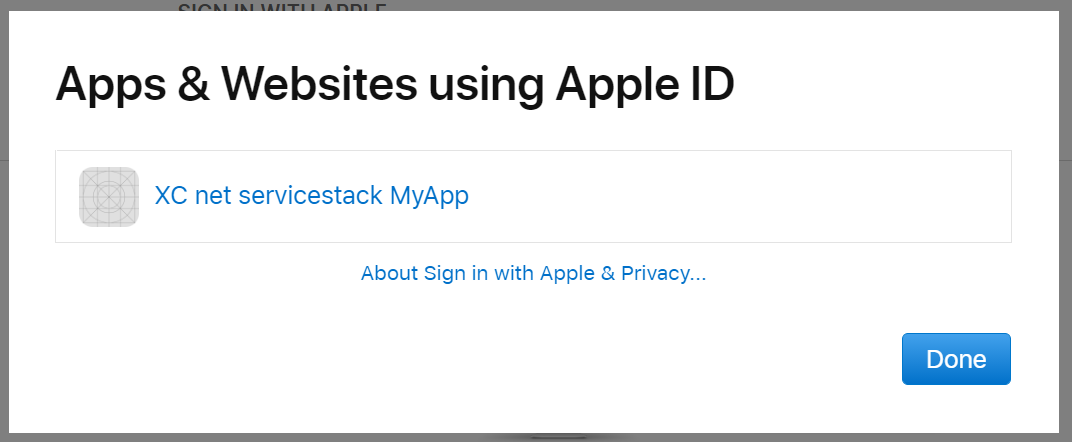 SIGN IN WITH APPLE
Apps & Websites using Apple ID
XC net servicestack MyApp
About Sign in with Apple & Privacy...
Done